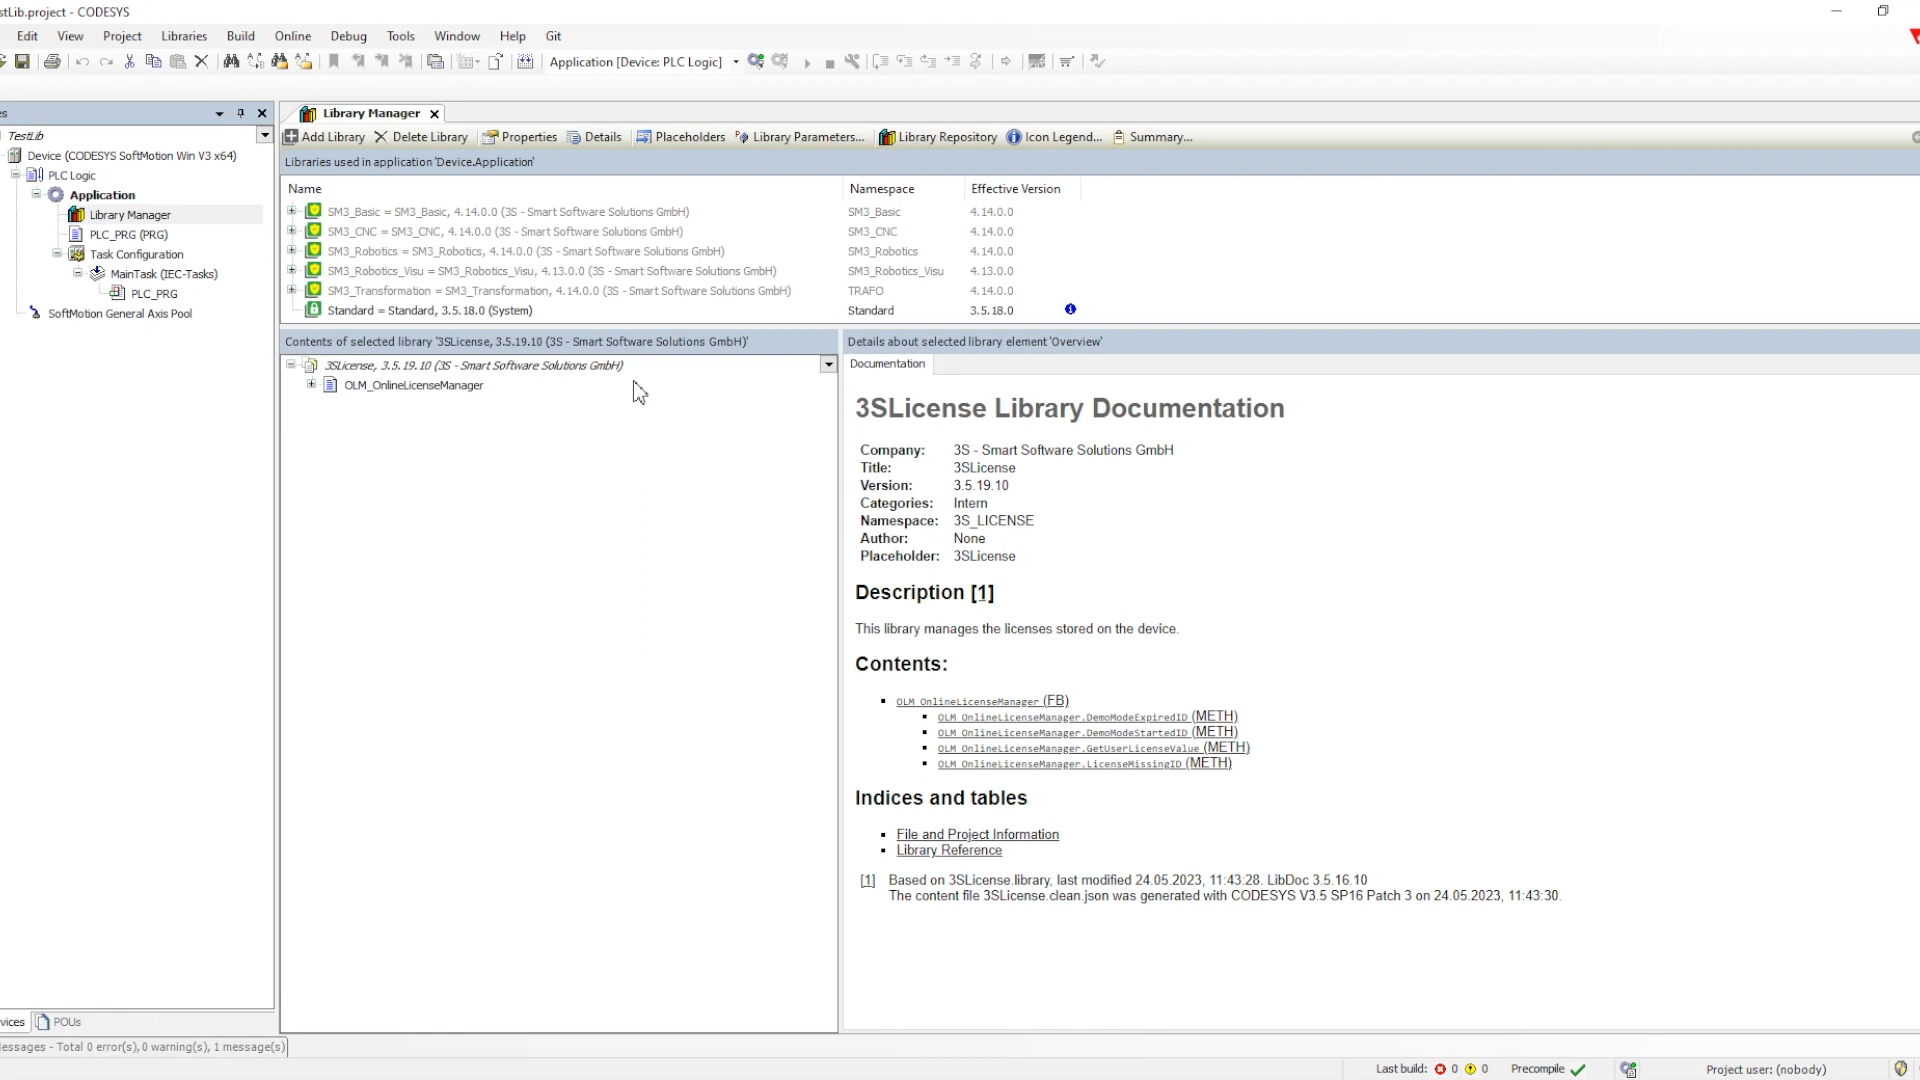 stLib.project - CODESYS
Edit View Project Libraries Build Online Debug Tools Window Help Git
Application [Device: PLC Logic]
es
TestLib
Device (CODESYS SoftMotion Win V3 x64)
PLC Logic
Application
Library Manager
PLC_PRG (PRG)
Task Configuration
MainTask (IEC-Tasks)
PLC_PRG
SoftMotion General Axis Pool
vices POUs
Library Manager
Add Library Delete Library Properties Details Placeholders Library Parameters... Library Repository Icon Legend... Summary...
Libraries used in application 'Device.Application'
Name Namespace Effective Version
SM3_Basic = SM3_Basic, 4.14.0.0 (3S - Smart Software Solutions GmbH) SM3_Basic 4.14.0.0
SM3_CNC = SM3_CNC, 4.14.0.0 (3S - Smart Software Solutions GmbH) SM3_CNC 4.14.0.0
SM3_Robotics = SM3_Robotics, 4.14.0.0 (3S - Smart Software Solutions GmbH) SM3_Robotics 4.14.0.0
SM3_Robotics_Visu = SM3_Robotics_Visu, 4.13.0.0 (3S - Smart Software Solutions GmbH) SM3_Robotics_Visu 4.13.0.0
SM3_Transformation = SM3_Transformation, 4.14.0.0 (3S - Smart Software Solutions GmbH) TRAFO 4.14.0.0
Standard = Standard, 3.5.18.0 (System) Standard 3.5.18.0
Contents of selected library '3SLicense, 3.5.19.10 (3S - Smart Software Solutions GmbH)'
3SLicense, 3.5.19.10 (3S - Smart Software Solutions GmbH)
OLM_OnlineLicenseManager
Details about selected library element 'Overview'
Documentation
3SLicense Library Documentation
Company: 3S - Smart Software Solutions GmbH
Title: 3SLicense
Version: 3.5.19.10
Categories: Intern
Namespace: 3S_LICENSE
Author: None
Placeholder: 3SLicense
Description [1]
This library manages the licenses stored on the device.
Contents:
OLM_OnlineLicenseManager (FB)
OLM_OnlineLicenseManager.DemoModeExpiredID (METH)
OLM_OnlineLicenseManager.DemoModeStartedID (METH)
OLM_OnlineLicenseManager.GetUserLicenseValue (METH)
OLM_OnlineLicenseManager.LicenseMissingID (METH)
Indices and tables
File and Project Information
Library Reference
[1] Based on 3SLicense.library, last modified 24.05.2023, 11:43:28. LibDoc 3.5.16.10
The content file 3SLicense.clean.json was generated with CODESYS V3.5 SP16 Patch 3 on 24.05.2023, 11:43:30.
essages - Total 0 error(s), 0 warning(s), 1 message(s)
Last build: 0 0 Precompile Project user: (nobody)